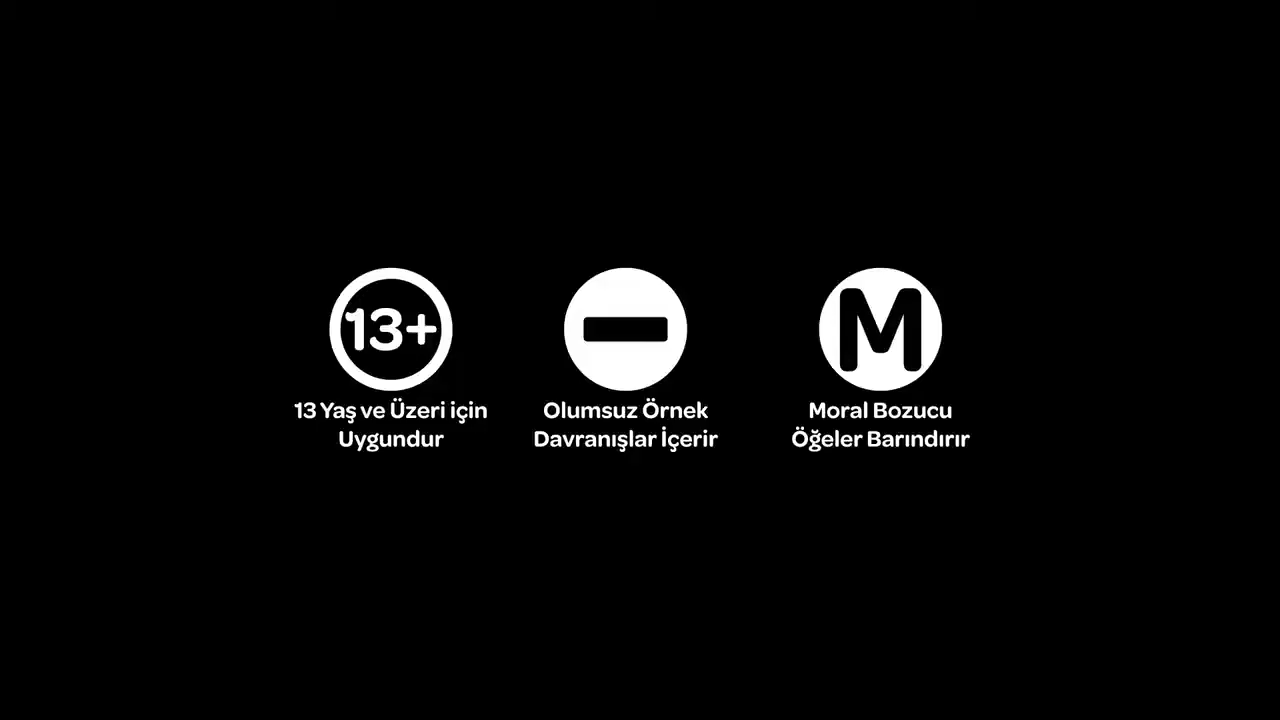 13+
13 Yaş ve Üzeri için
Uygundur
Olumsuz Örnek
Davranışlar İçerir
M
Moral Bozucu
Öğeler Barındırır